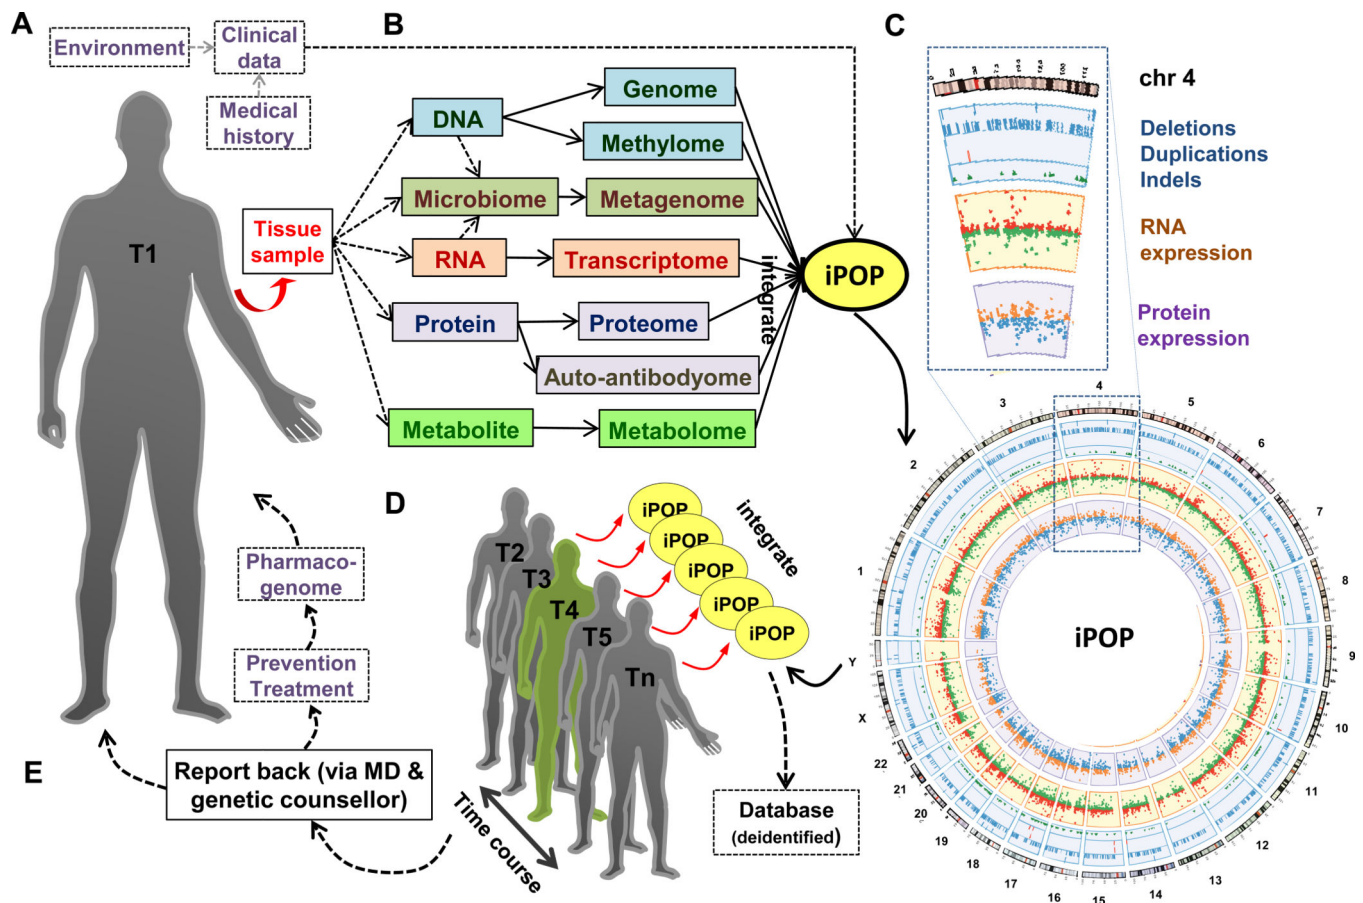 A
B
C
Environment
Clinical
data
Medical
history
T1
Tissue
sample
DNA
Genome
Methylome
Microbiome
Metagenome
RNA
Transcriptome
Protein
Proteome
Auto-antibodyome
Metabolite
Metabolome
integrate
iPOP
chr 4
Deletions
Duplications
Indels
RNA
expression
Protein
expression
D
T2
T3
T4
T5
Tn
iPOP
iPOP
iPOP
iPOP
iPOP
integrate
Time course
Database
(deidentified)
Pharmaco-
genome
Prevention
Treatment
E
Report back (via MD &
genetic counsellor)
iPOP
1
2
3
4
5
6
7
8
9
10
11
12
13
14
15
16
17
18
19
20
21
22
X
Y